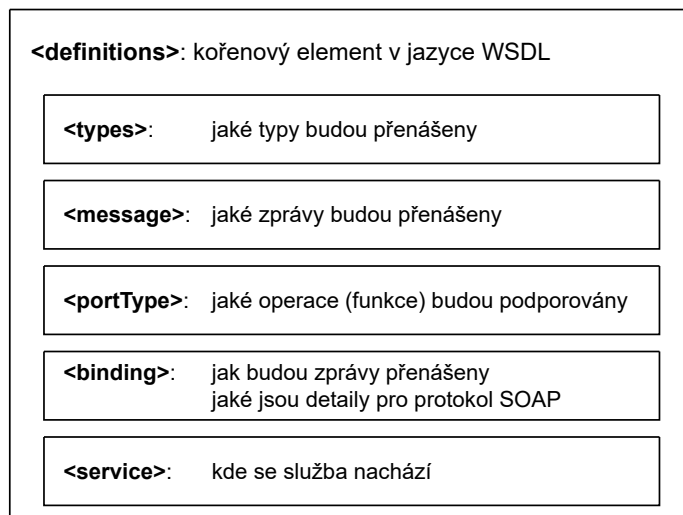 <definitions>: kořenový element v jazyce WSDL
<types>: jaké typy budou přenášeny
<message>: jaké zprávy budou přenášeny
<portType>: jaké operace (funkce) budou podporovány
<binding>: jak budou zprávy přenášeny
jaké jsou detaily pro protokol SOAP
<service>: kde se služba nachází